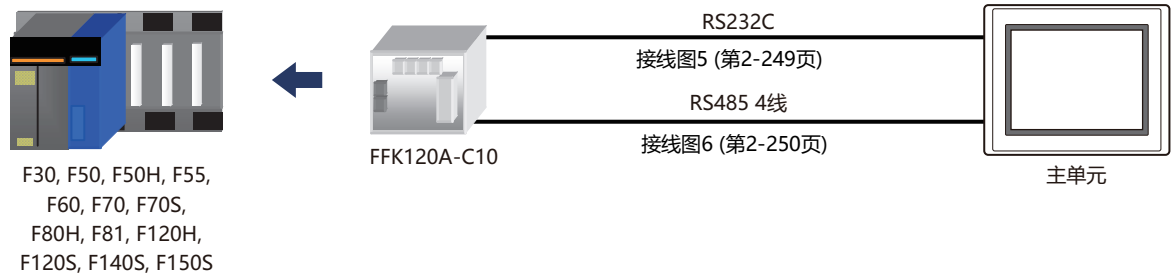 RS232C
接线图5 (第2-249页)
RS485 4线
接线图6 (第2-250页)
FFK120A-C10
主单元
F30, F50, F50H, F55,
F60, F70, F70S,
F80H, F81, F120H,
F120S, F140S, F150S